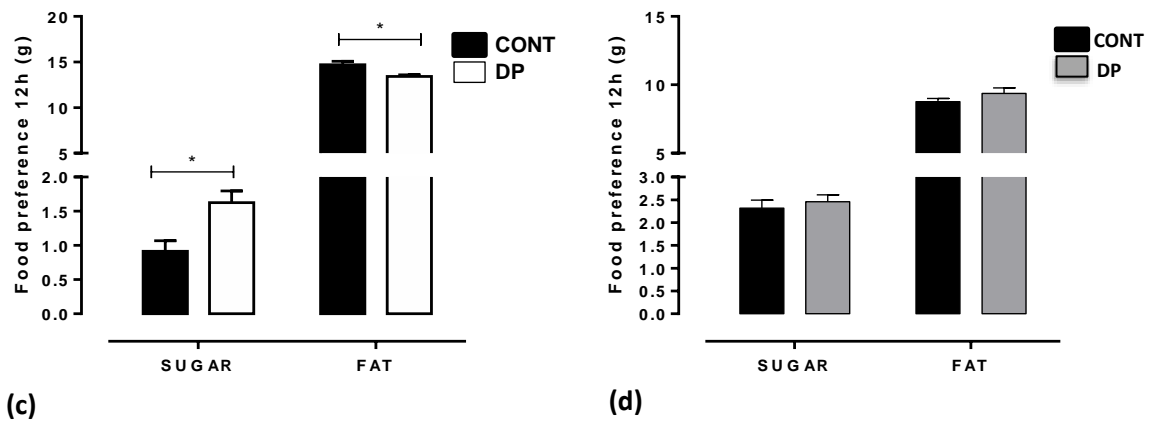 Food preference 12h (g)
20
15
10
5
2.0
1.5
1.0
0.5
0.0
*
*
CONT
DP
SUGAR
FAT
(c)
Food preference 12h (g)
15
10
5
3.0
2.5
2.0
1.5
1.0
0.5
0.0
CONT
DP
SUGAR
FAT
(d)